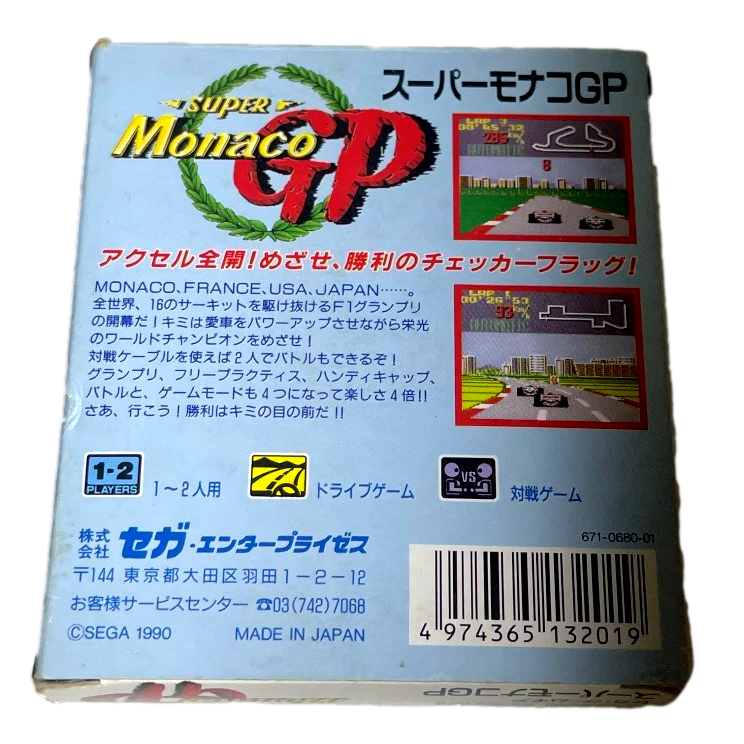 スーパーモナコGP
SUPER
Monaco
GP
LAP 3
00'45"32
285 Km/h
AUTOMATIC
8
アクセル全開!めざせ、勝利のチェッカーフラッグ!
MONACO、FRANCE、USA、JAPAN……。
全世界、16のサーキットを駆け抜けるF1グランプリ
の開幕だ!キミは愛車をパワーアップさせながら栄光
のワールドチャンピオンをめざせ!
対戦ケーブルを使えば2人でバトルもできるぞ!
グランプリ、フリープラクティス、ハンディキャップ、
バトルと、ゲームモードも4つになって楽しさ4倍!!
さあ、行こう!勝利はキミの目の前だ!!
LAP 1
00'26"53
93 Km/h
AUTOMATIC
1-2
PLAYERS
1〜2人用
ドライブゲーム
VS
対戦ゲーム
株式会社 セガ・エンタープライゼス
〒144 東京都大田区羽田1-2-12
お客様サービスセンター ☎03(742)7068
©SEGA 1990 MADE IN JAPAN
671-0680-01
4 974365 132019
スーパーモナコGP